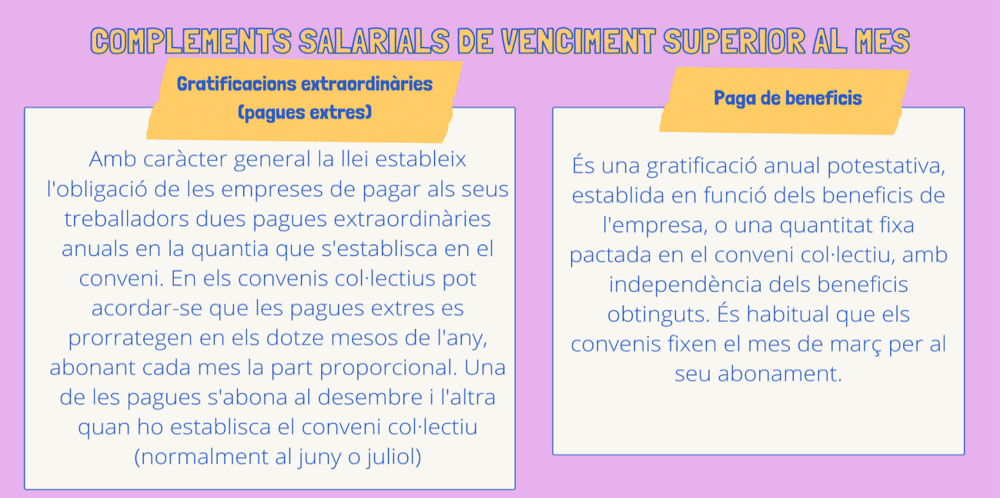 COMPLEMENTS SALARIALS DE VENCIMENT SUPERIOR AL MES
Gratificacions extraordinàries
(pagues extres)
Amb caràcter general la llei estableix
l'obligació de les empreses de pagar als seus
treballadors dues pagues extraordinàries
anuals en la quantia que s'establisca en el
conveni. En els convenis col·lectius pot
acordar-se que les pagues extres es
prorrategen en els dotze mesos de l'any,
abonant cada mes la part proporcional. Una
de les pagues s'abona al desembre i l'altra
quan ho establisca el conveni col·lectiu
(normalment al juny o juliol)
Paga de beneficis
És una gratificació anual potestativa,
establida en funció dels beneficis de
l'empresa, o una quantitat fixa
pactada en el conveni col·lectiu, amb
independència dels beneficis
obtinguts. És habitual que els
convenis fixen el mes de març per al
seu abonament.